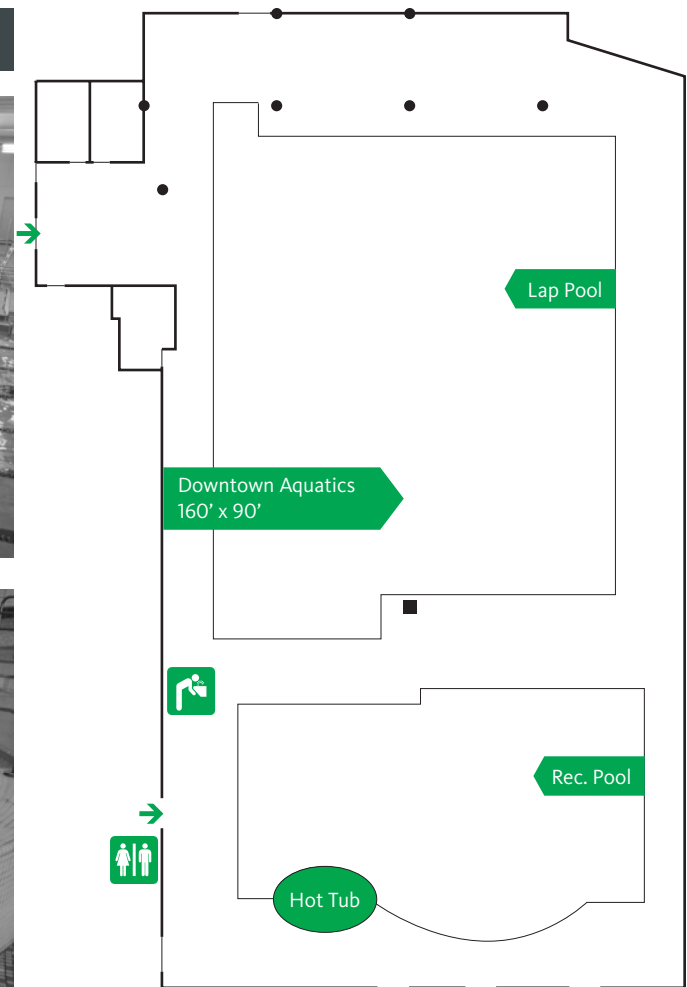 Lap Pool
Downtown Aquatics
160’ x 90’
Rec. Pool
Hot Tub